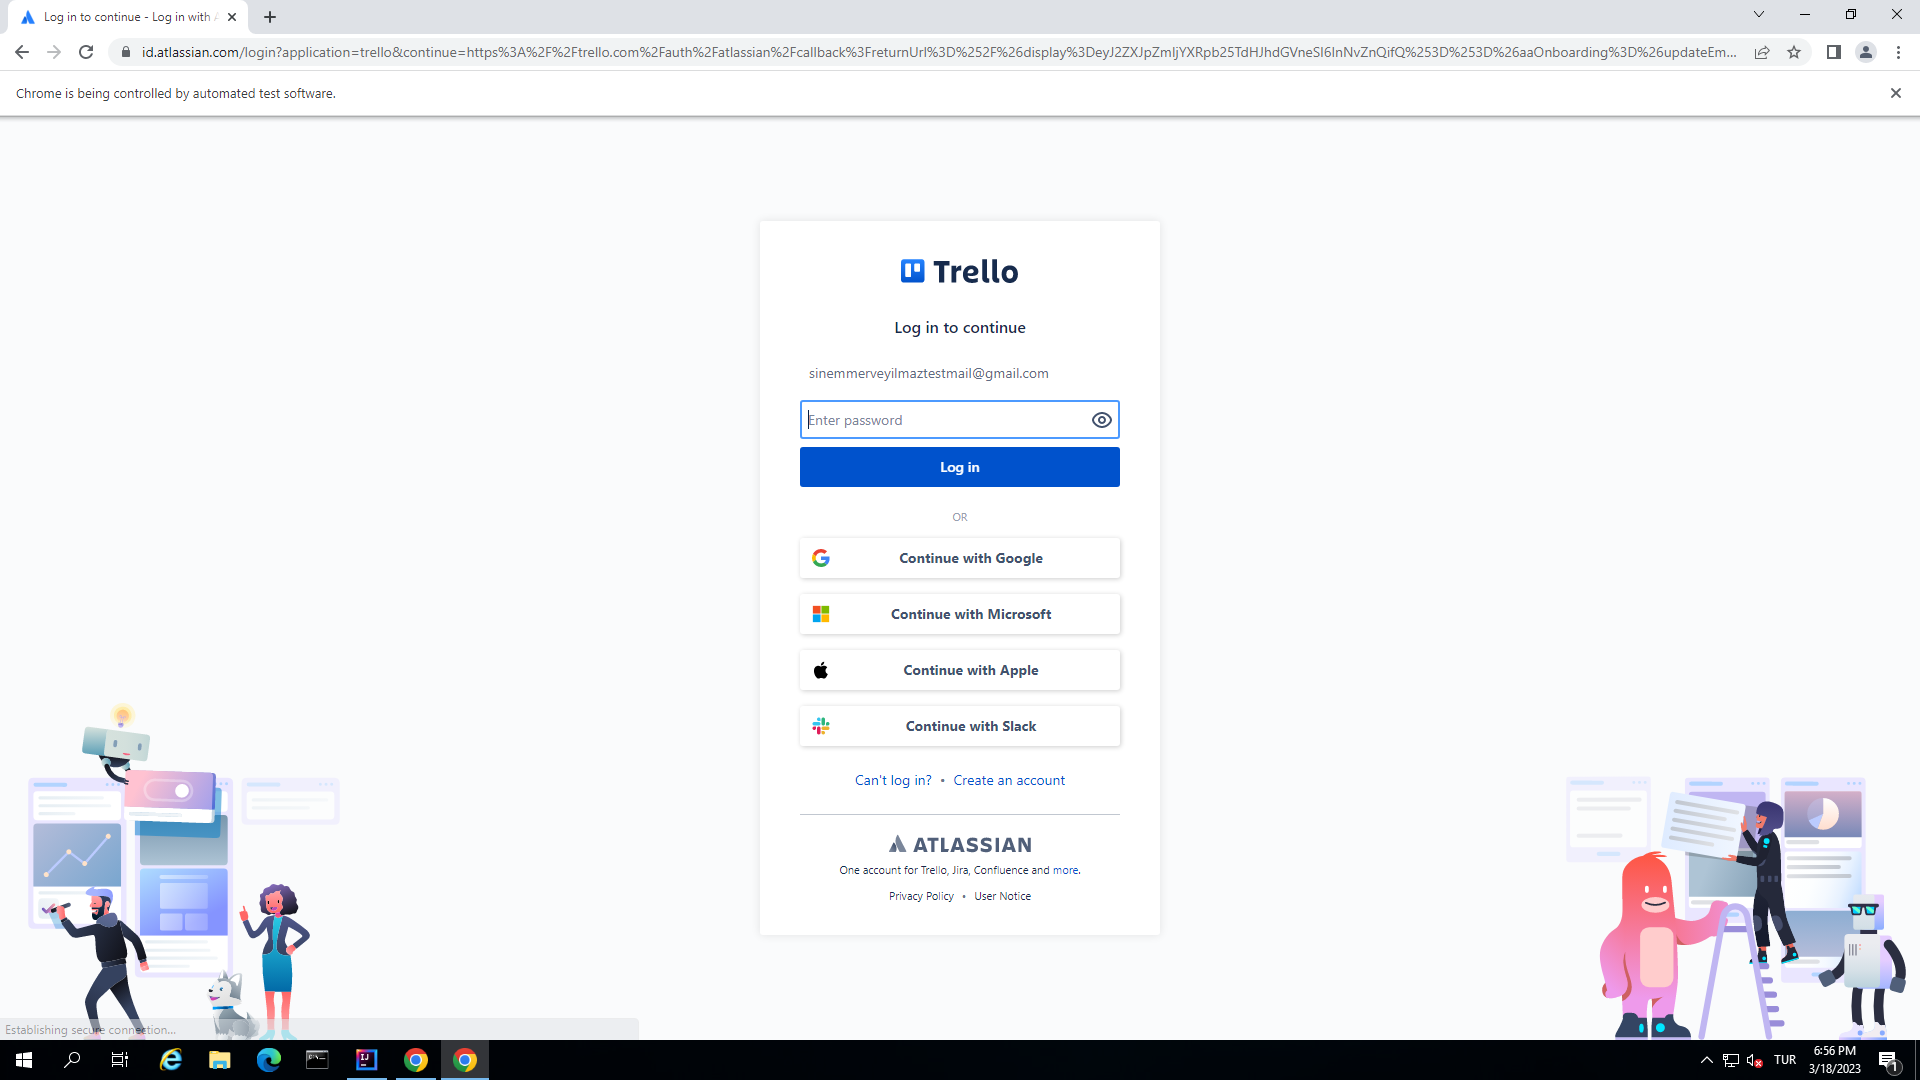 Log in to continue - Log in with A
id.atlassian.com/login?application=trello&continue=https%3A%2F%2Ftrello.com%2Fauth%2Fatlassian%2Fcallback%3FreturnUrl%3D%252F%26display%3DeyJ2ZXJpZmljYXRpb25TdHJhdGVneSI6InNvZnQifQ%253D%253D%26aaOnboarding%3D%26updateEm...
Chrome is being controlled by automated test software.
Trello
Log in to continue
sinemmerveyilmaztestmail@gmail.com
Enter password
Log in
OR
Continue with Google
Continue with Microsoft
Continue with Apple
Continue with Slack
Can't log in? • Create an account
ATLASSIAN
One account for Trello, Jira, Confluence and more.
Privacy Policy • User Notice
Establishing secure connection...
TUR
6:56 PM
3/18/2023
1